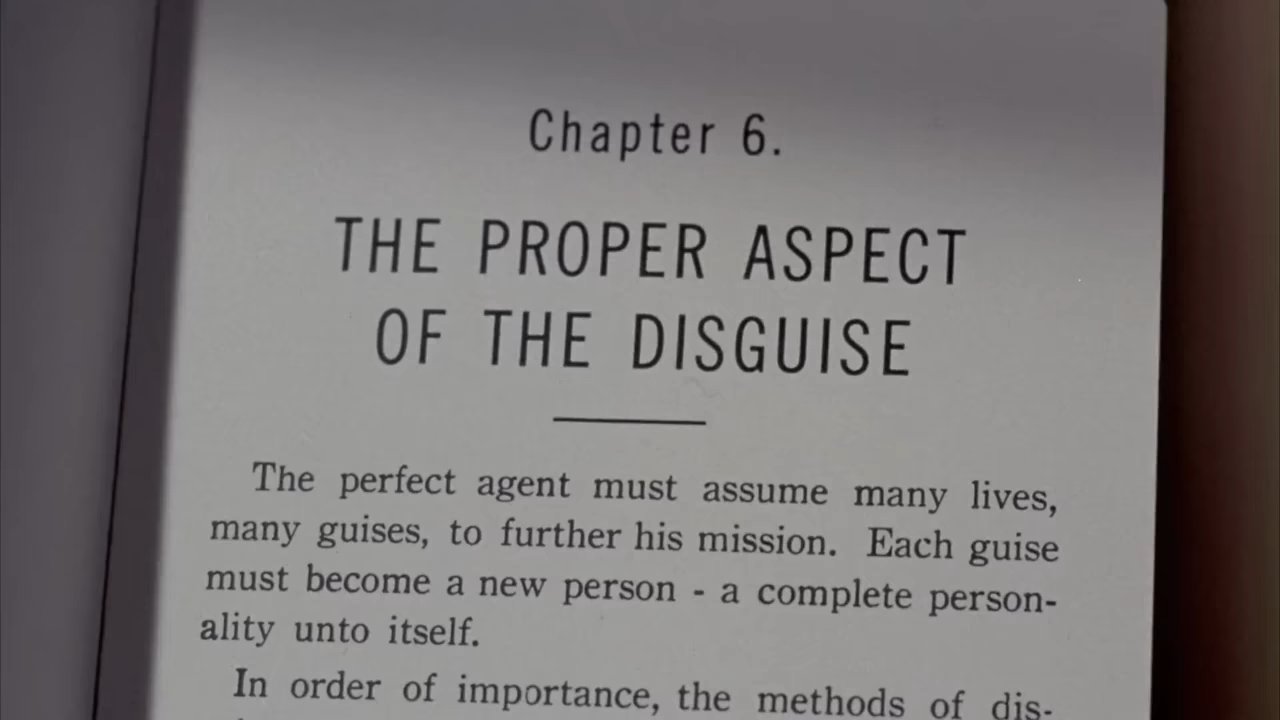 Chapter 6.
THE PROPER ASPECT
OF THE DISGUISE
The perfect agent must assume many lives,
many guises, to further his mission. Each guise
must become a new person - a complete person-
ality unto itself.
In order of importance, the methods of dis-